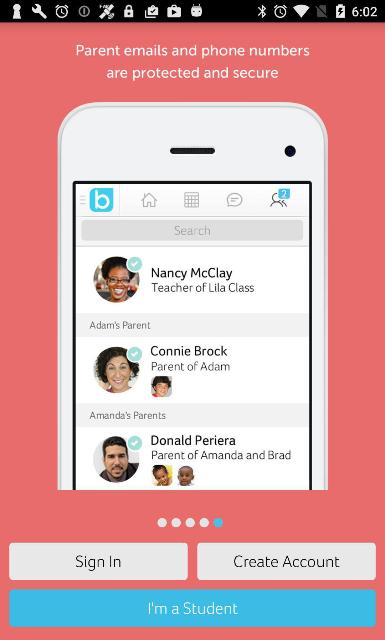 6:02
Parent emails and phone numbers
are protected and secure
b
2
Search
Nancy McClay
Teacher of Lila Class
Adam's Parent
Connie Brock
Parent of Adam
Amanda's Parents
Donald Periera
Parent of Amanda and Brad
Sign In
Create Account
I'm a Student